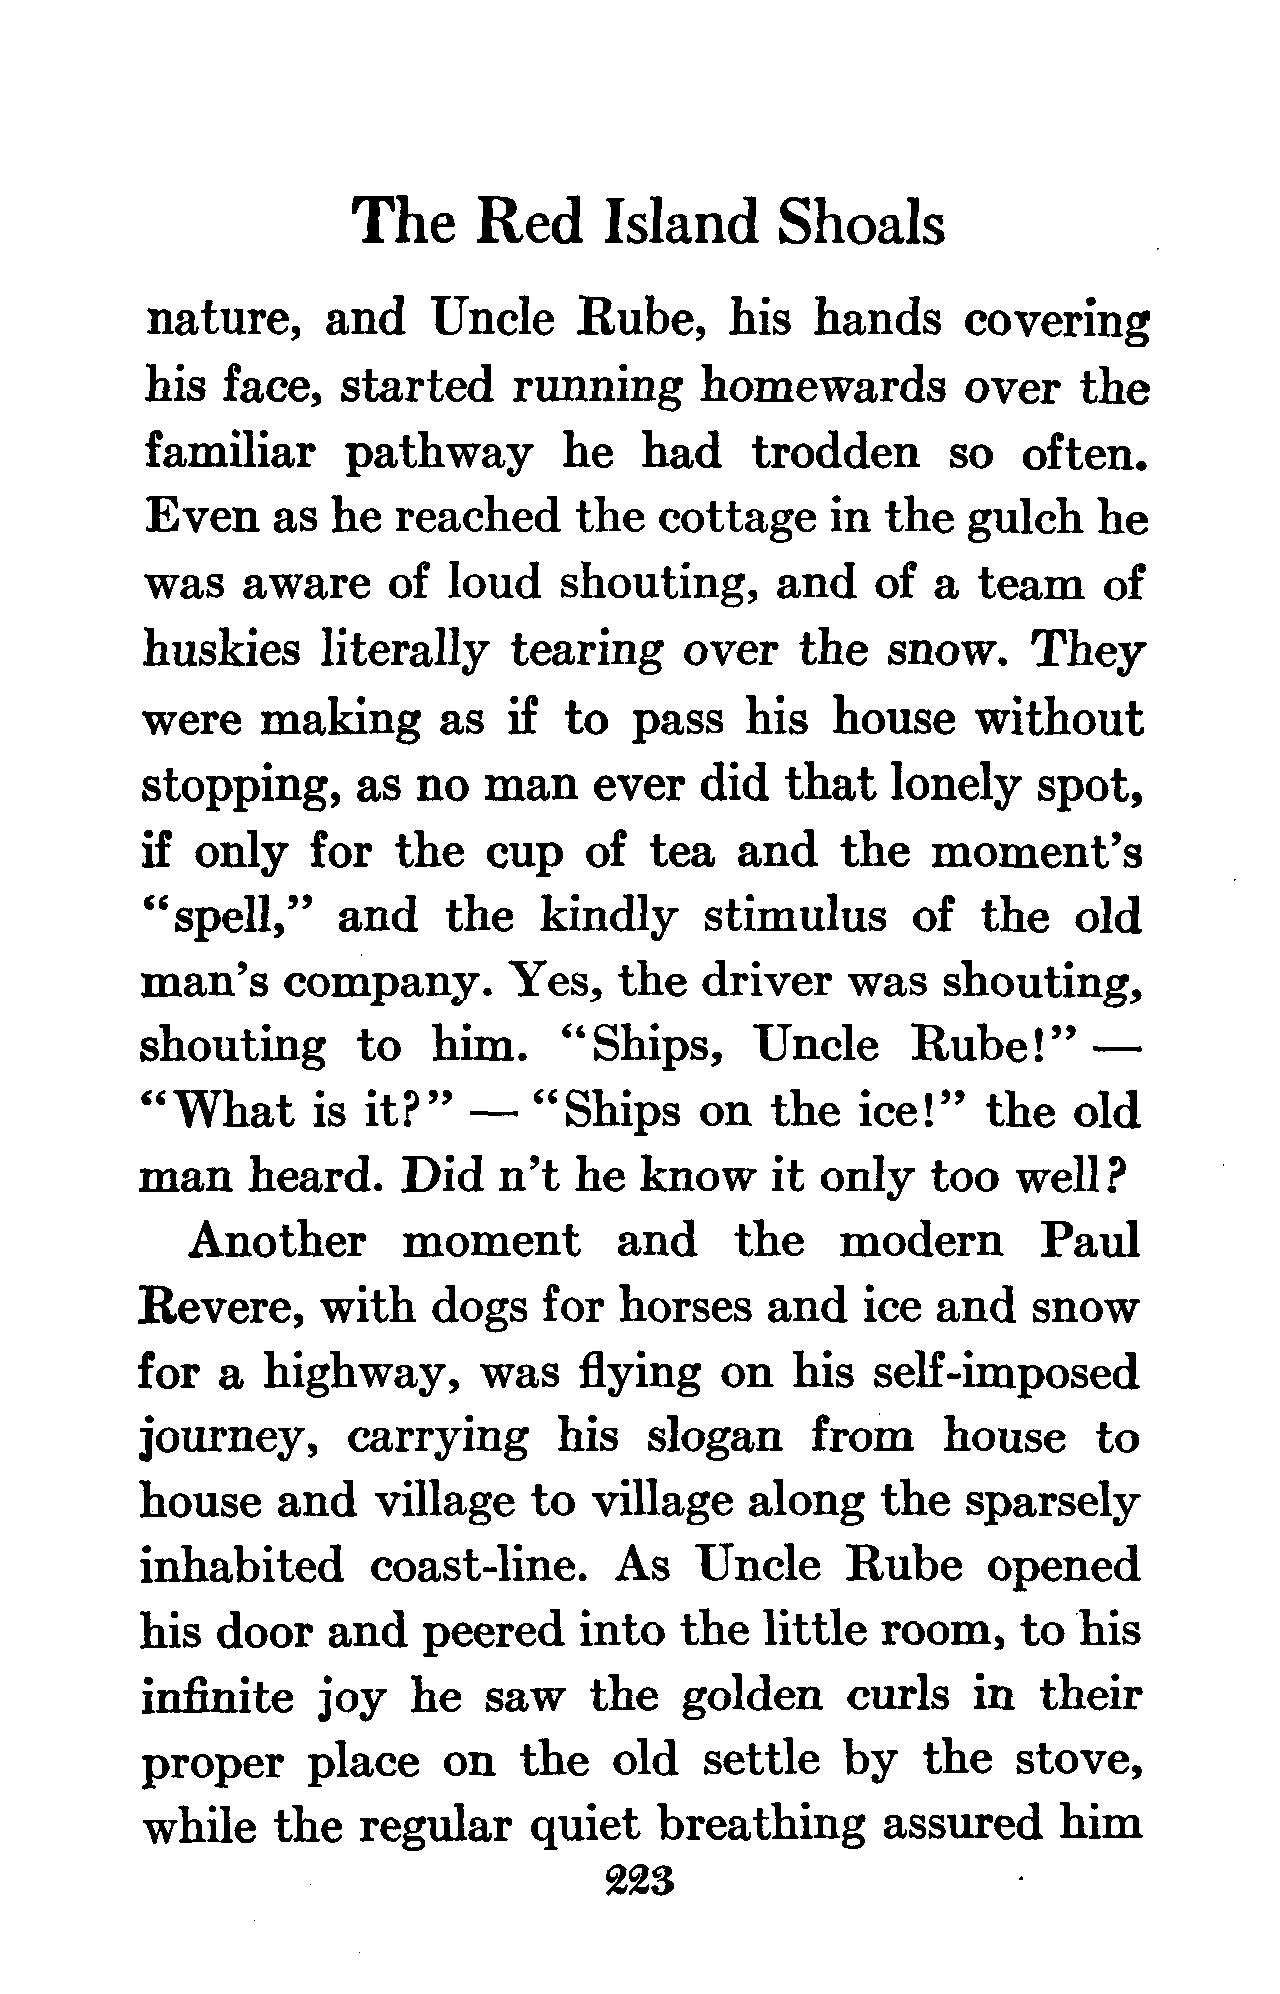 The Red Island Shoals
nature, and Uncle Rube, his hands covering
his face, started running homewards over the
familiar pathway he had trodden so often.
Even as he reached the cottage in the gulch he
was aware of loud shouting, and of a team of
huskies literally tearing over the snow. They
were making as if to pass his house without
stopping, as no man ever did that lonely spot,
if only for the cup of tea and the moment's
“spell,” and the kindly stimulus of the old
man's company. Yes, the driver was shouting,
shouting to him. “Ships, Uncle Rube!” —
“What is it?” — “Ships on the ice!” the old
man heard. Did n't he know it only too well?
Another moment and the modern Paul
Revere, with dogs for horses and ice and snow
for a highway, was flying on his self-imposed
journey, carrying his slogan from house to
house and village to village along the sparsely
inhabited coast-line. As Uncle Rube opened
his door and peered into the little room, to his
infinite joy he saw the golden curls in their
proper place on the old settle by the stove,
while the regular quiet breathing assured him
223